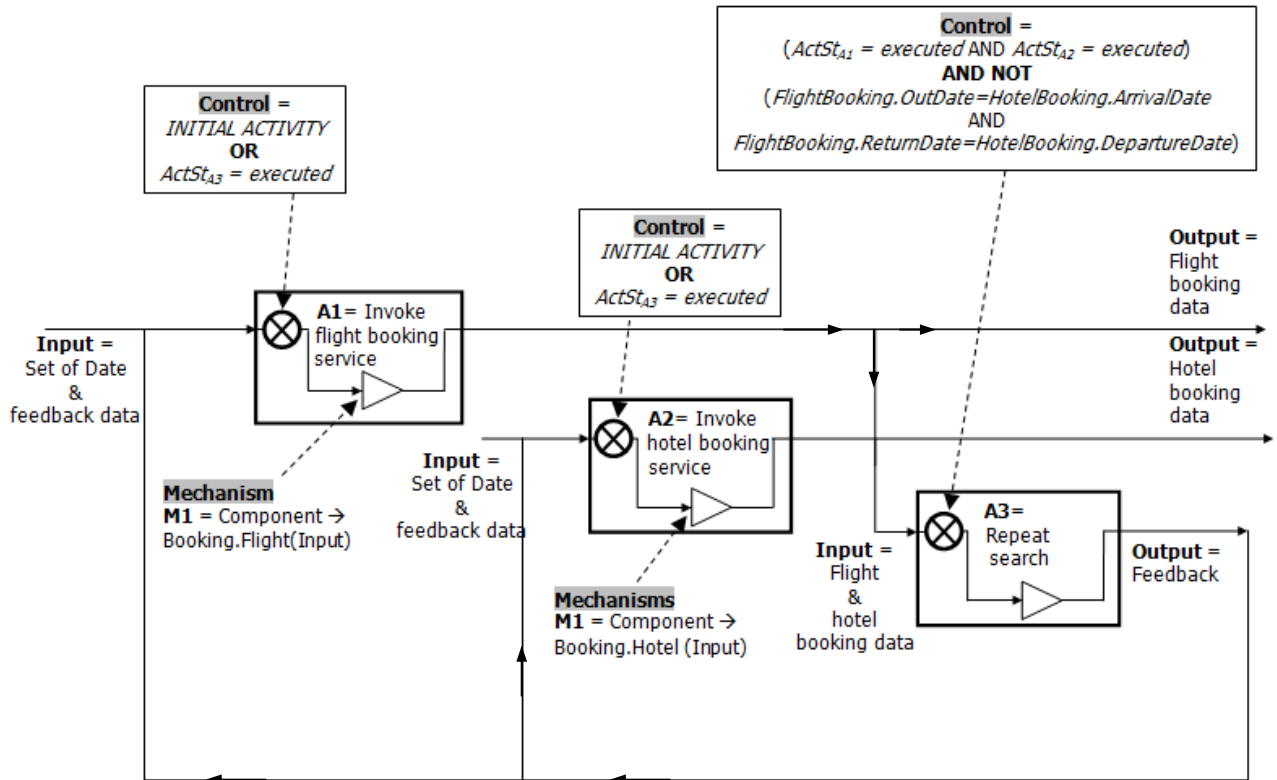 Control =
(ActStA1 = executed AND ActStA2 = executed)
AND NOT
(FlightBooking.OutDate=HotelBooking.ArrivalDate
AND
FlightBooking.ReturnDate=HotelBooking.DepartureDate)
Control =
INITIAL ACTIVITY
OR
ActStA3 = executed
Control =
INITIAL ACTIVITY
OR
ActStA3 = executed
Output =
Flight
booking
data
A1= Invoke
flight booking
service
Input =
Set of Date
&
feedback data
Output =
Hotel
booking
data
A2= Invoke
hotel booking
service
Input =
Set of Date
&
feedback data
Mechanism
M1 = Component →
Booking.Flight(Input)
A3=
Repeat
search
Input =
Flight
&
hotel
booking data
Output =
Feedback
Mechanisms
M1 = Component →
Booking.Hotel (Input)